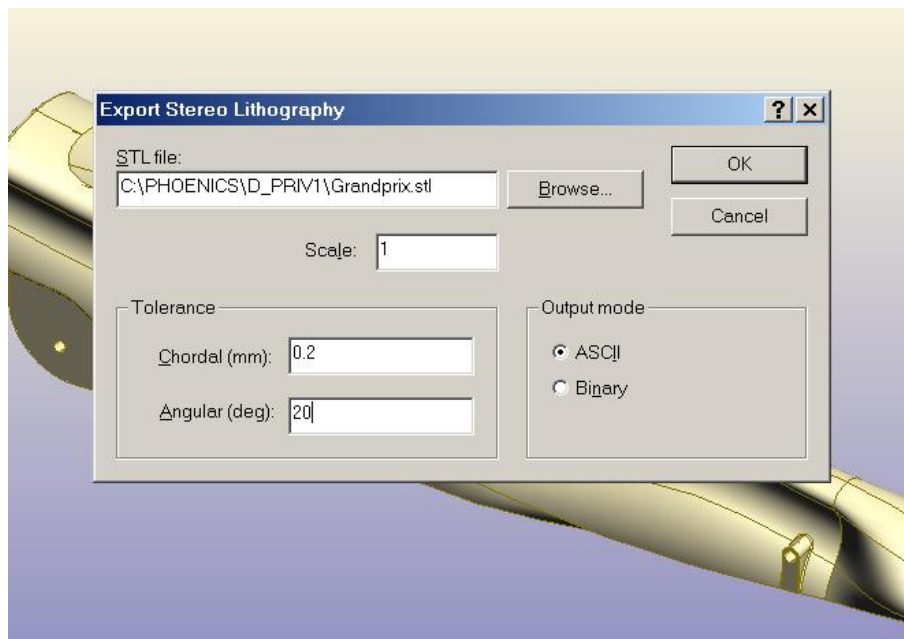 Export Stereo Lithography
STL file:
C:\PHOENICS\D_PRIV1\Grandprix.stl
Browse...
OK
Cancel
Scale:
1
Tolerance
Chordal (mm):
0.2
Angular (deg):
20
Output mode
ASCII
Binary